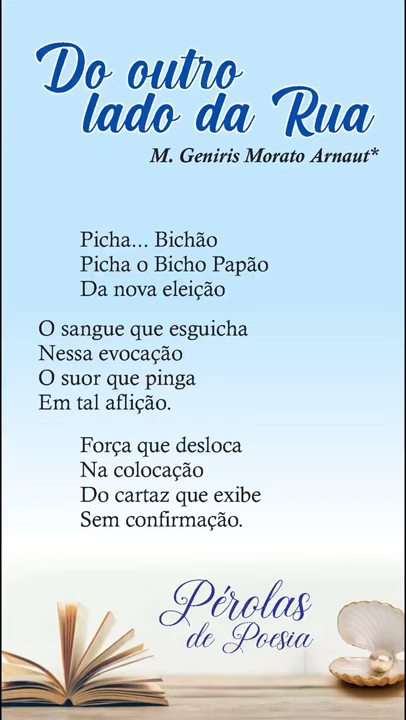 Do outro
lado da Rua
M. Geniris Morato Arnaut*
Picha... Bichão
Picha o Bicho Papão
Da nova eleição
O sangue que esguicha
Nessa evocação
O suor que pinga
Em tal aflição.
Força que desloca
Na colocação
Do cartaz que exibe
Sem confirmação.
Pérolas
de Poesia